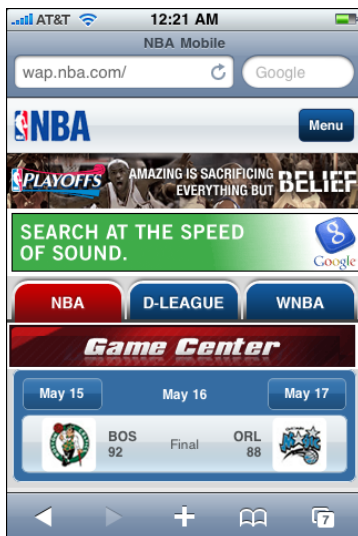 AT&T 12:21 AM
NBA Mobile
wap.nba.com/ Google
NBA Menu
PLAYOFFS AMAZING IS SACRIFICING
EVERYTHING BUT BELIEF
SEARCH AT THE SPEED
OF SOUND.
8
Google
NBA D-LEAGUE WNBA
Game Center
May 15 May 16 May 17
BOS
92 Final ORL
88
7